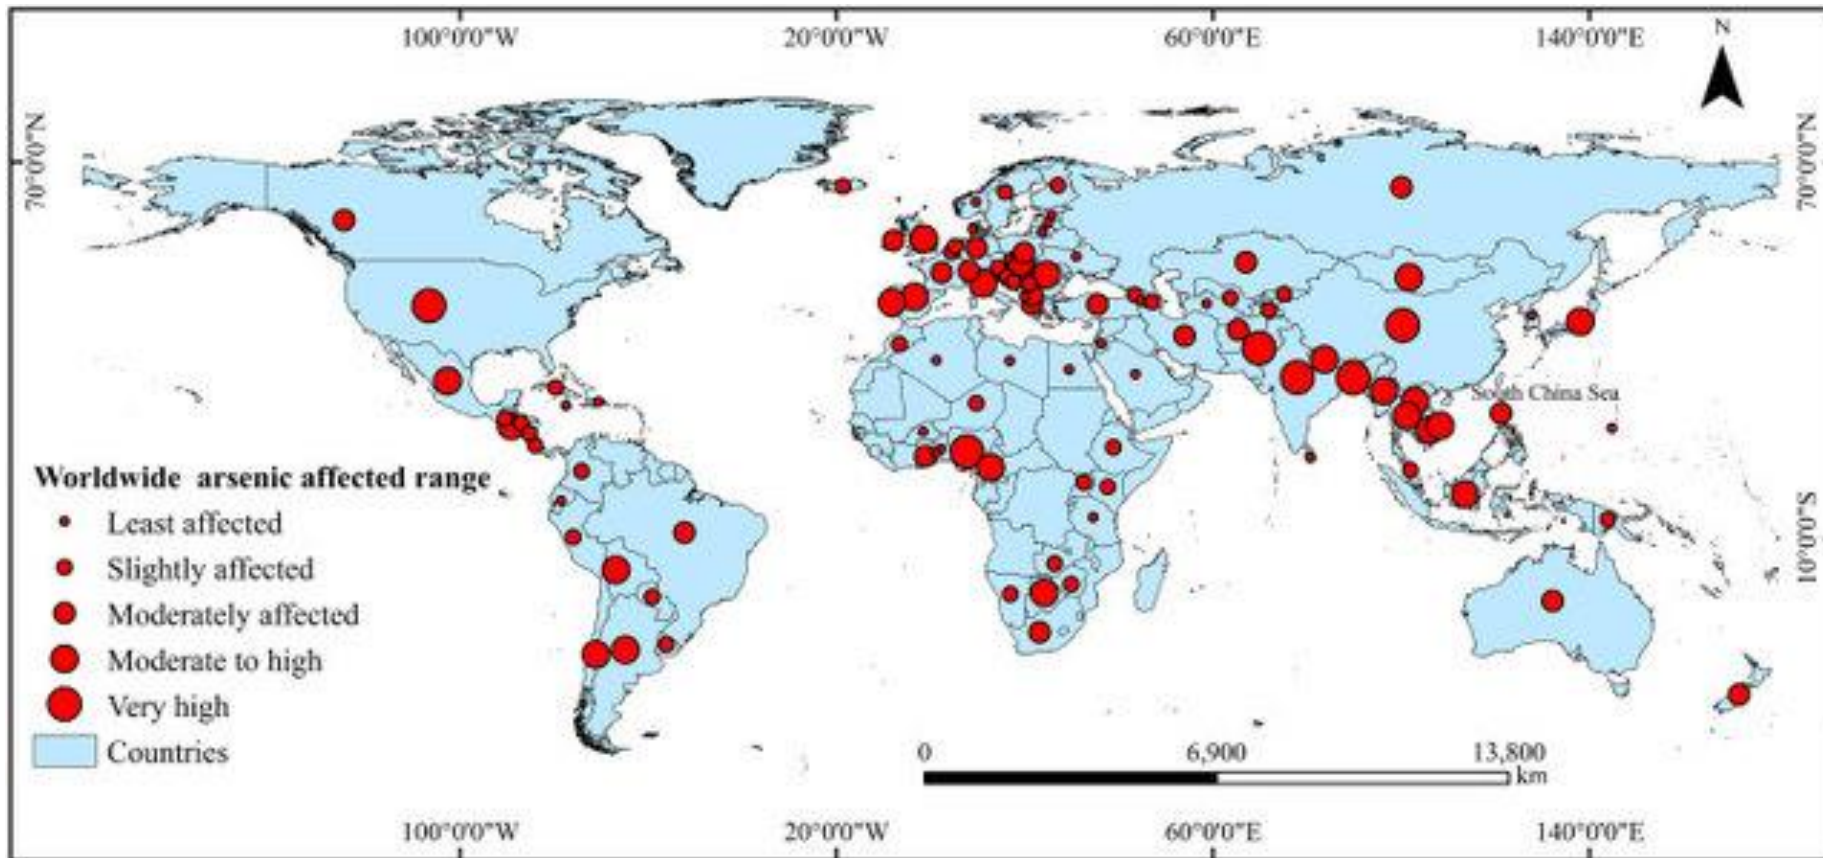 100°0'0"W 20°0'0"W 60°0'0"E 140°0'0"E
N
70°0'0"N
70°0'0"N
South China Sea
Worldwide arsenic affected range
Least affected
Slightly affected
Moderately affected
Moderate to high
Very high
Countries
10°0'0"S
0 6,900 13,800
km
100°0'0"W 20°0'0"W 60°0'0"E 140°0'0"E